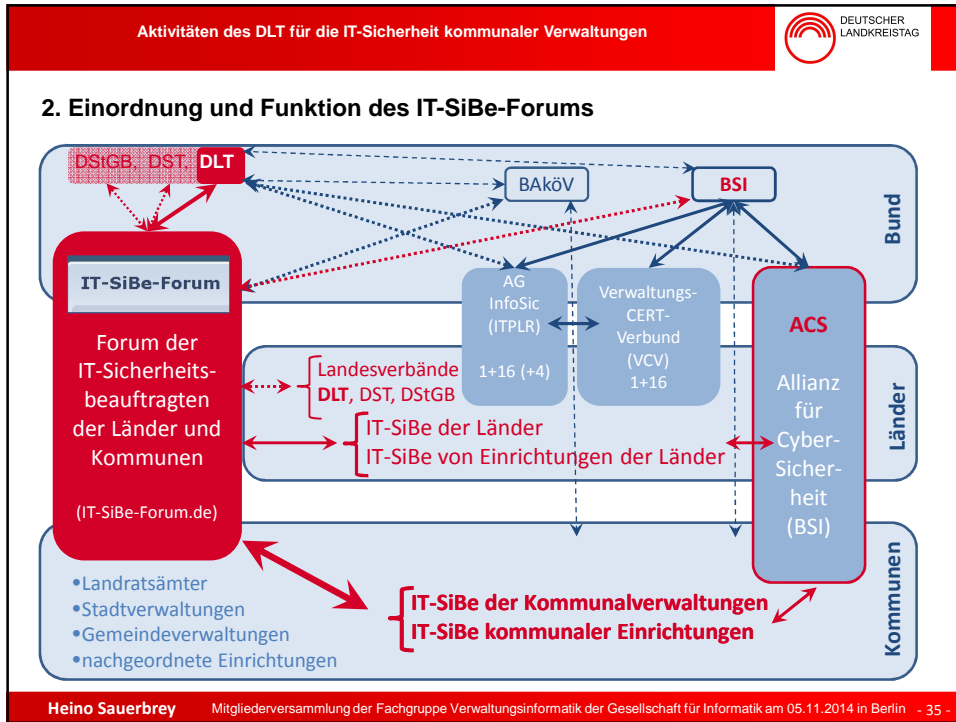 Aktivitäten des DLT für die IT-Sicherheit kommunaler Verwaltungen
DEUTSCHER
LANDKREISTAG
2. Einordnung und Funktion des IT-SiBe-Forums
DStGB, DST, DLT
BAköV
BSI
Bund
IT-SiBe-Forum
Forum der
IT-Sicherheits-
beauftragten
der Länder und
Kommunen
(IT-SiBe-Forum.de)
AG
InfoSic
(ITPLR)
1+16 (+4)
Verwaltungs-
CERT-
Verbund
(VCV)
1+16
ACS
Allianz
für
Cyber-
Sicher-
heit
(BSI)
Landesverbände
DLT, DST, DStGB
IT-SiBe der Länder
IT-SiBe von Einrichtungen der Länder
Länder
•Landratsämter
•Stadtverwaltungen
•Gemeindeverwaltungen
•nachgeordnete Einrichtungen
IT-SiBe der Kommunalverwaltungen
IT-SiBe kommunaler Einrichtungen
Kommunen
Heino Sauerbrey Mitgliederversammlung der Fachgruppe Verwaltungsinformatik der Gesellschaft für Informatik am 05.11.2014 in Berlin - 35 -